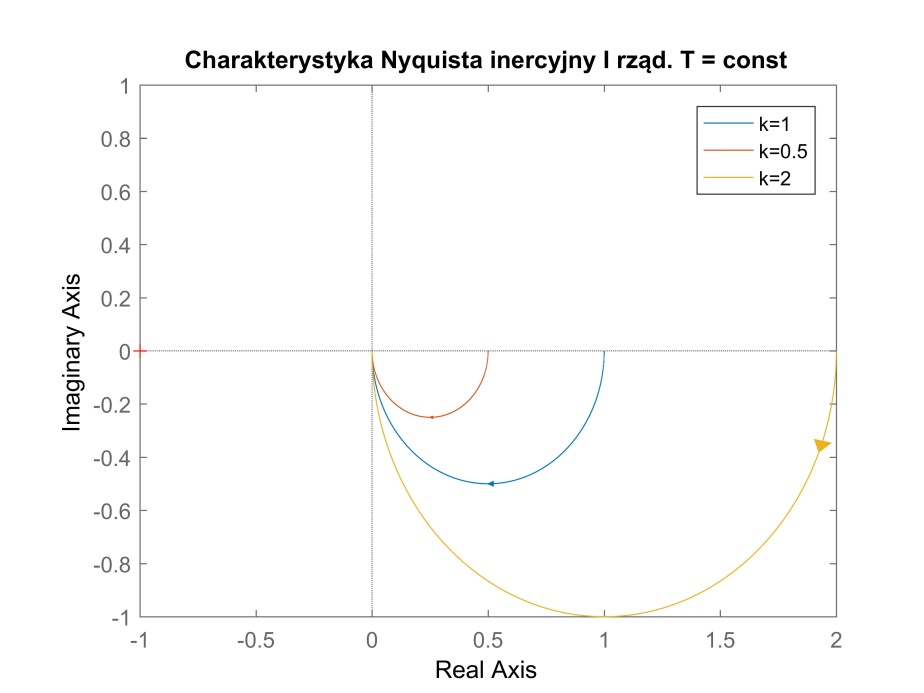 Charakterystyka Nyquista inercyjny I rząd. T = const
1
0.8
0.6
0.4
0.2
0
-0.2
-0.4
-0.6
-0.8
-1
Imaginary Axis
k=1
k=0.5
k=2
-1 -0.5 0 0.5 1 1.5 2
Real Axis